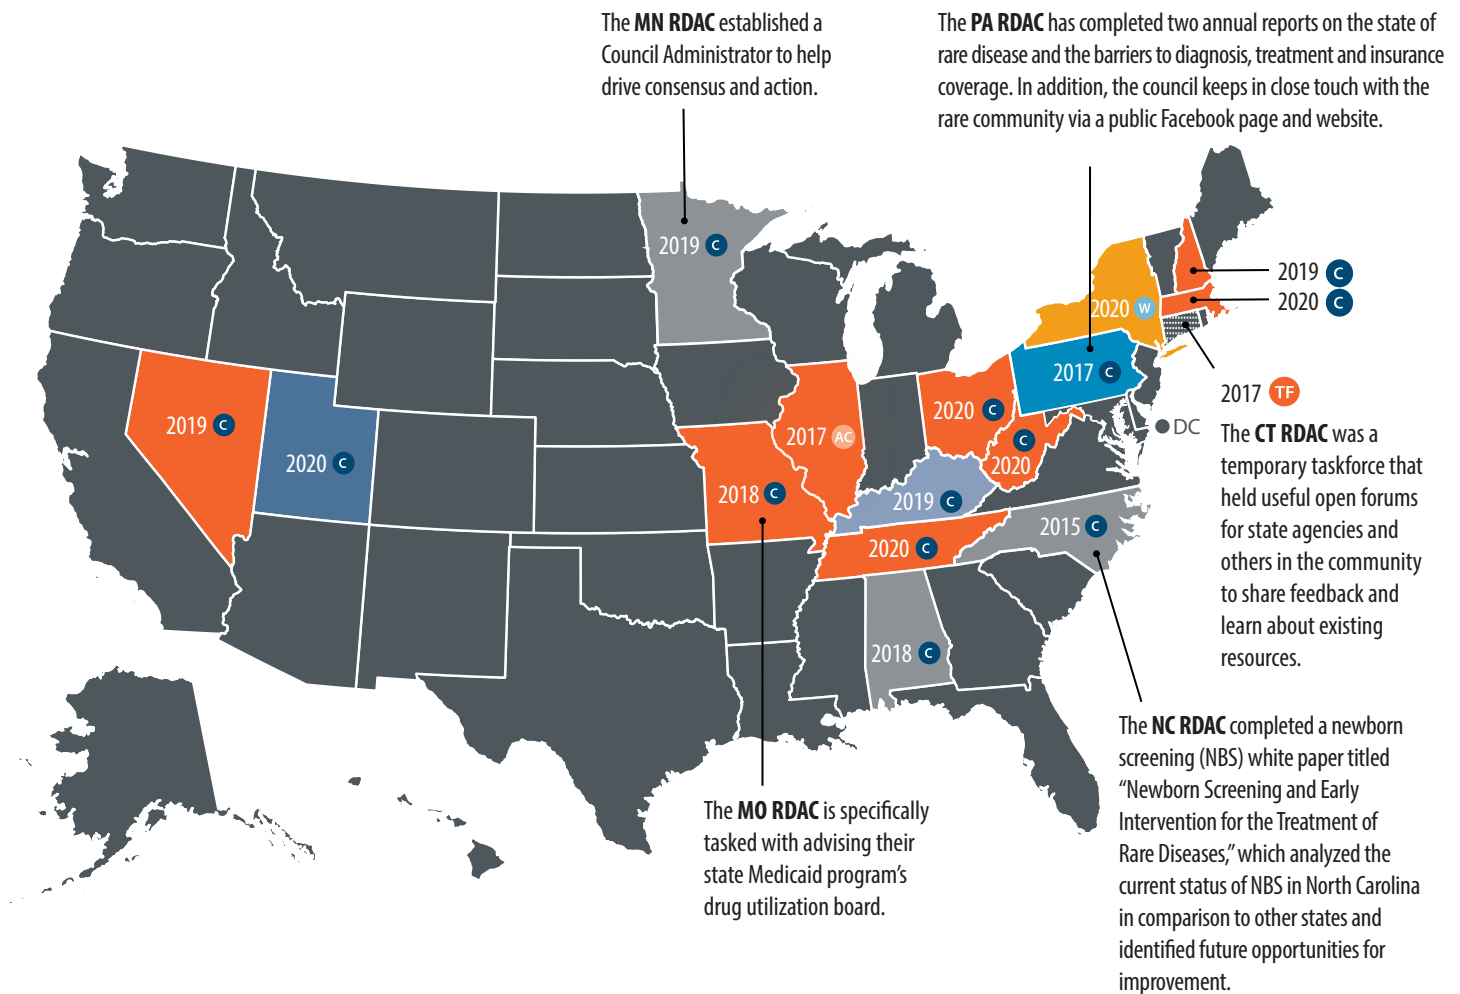 The MN RDAC established a
Council Administrator to help
drive consensus and action.
The PA RDAC has completed two annual reports on the state of
rare disease and the barriers to diagnosis, treatment and insurance
coverage. In addition, the council keeps in close touch with the
rare community via a public Facebook page and website.
2019 C
2019 C
2020 C
2020 W
2017 C
2017 TF
2020 C
2019 C
2017 AC
C
2020
DC
The CT RDAC was a
temporary taskforce that
held useful open forums
for state agencies and
others in the community
to share feedback and
learn about existing
resources.
2020 C
2018 C
2019 C
2015 C
2020 C
2018 C
The NC RDAC completed a newborn
screening (NBS) white paper titled
“Newborn Screening and Early
Intervention for the Treatment of
Rare Diseases,” which analyzed the
current status of NBS in North Carolina
in comparison to other states and
identified future opportunities for
improvement.
The MO RDAC is specifically
tasked with advising their
state Medicaid program’s
drug utilization board.